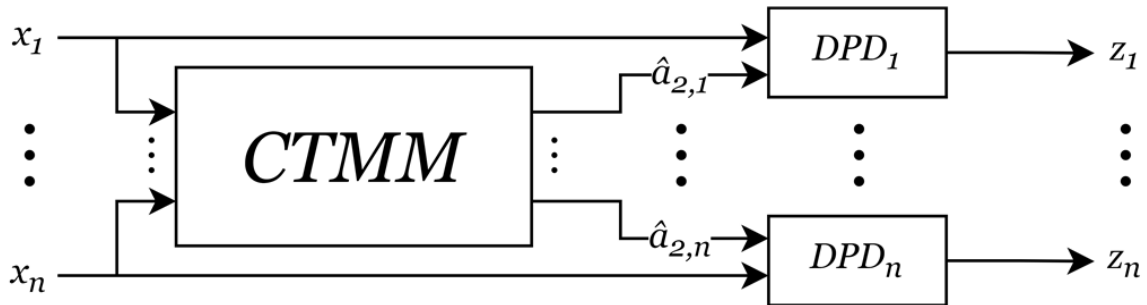 x₁
DPD₁
z₁
â₂,₁
CTMM
â₂,ₙ
xₙ
DPDₙ
zₙ